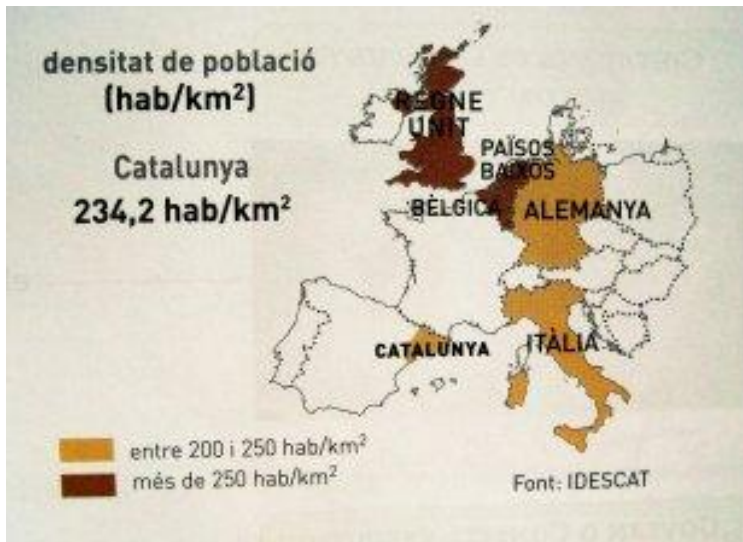 densitat de població
(hab/km²)
Catalunya
234,2 hab/km²
REGNE
UNIT
PAÏSOS
BAIXOS
BÈLGICA
ALEMANYA
CATALUNYA
ITÀLIA
entre 200 i 250 hab/km²
més de 250 hab/km²
Font: IDESCAT